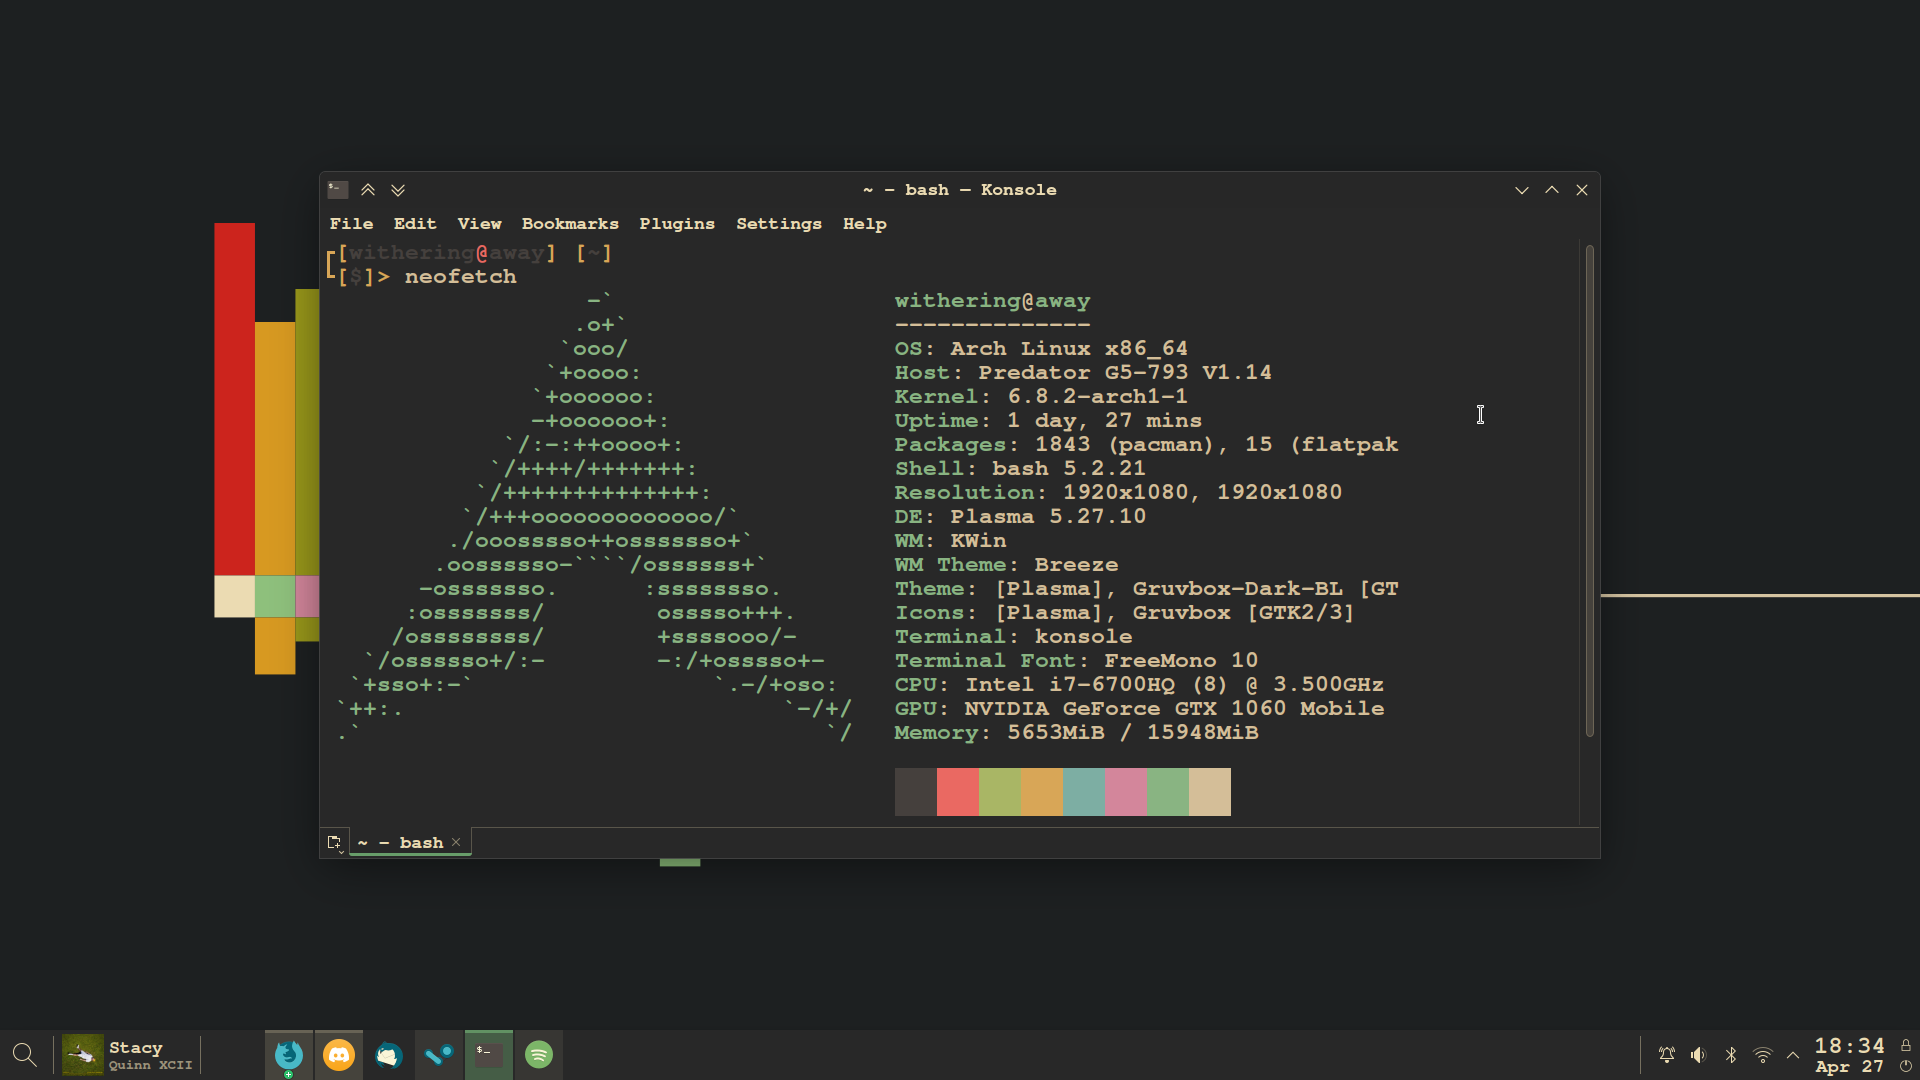 ~ – bash — Konsole
File Edit View Bookmarks Plugins Settings Help
[withering@away] [~]
[$]> neofetch
-`
.o+`
`ooo/
`+oooo:
`+oooooo:
-+oooooo+:
`/:-:++oooo+:
`/++++/+++++++:
`/++++++++++++++:
`/+++ooooooooooooo/`
./ooosssso++osssssso+`
.oossssso-````/ossssss+`
-osssssso. :ssssssso.
:osssssss/ osssso+++.
/ossssssss/ +ssssooo/-
`/ossssso+/:- -:/+osssso+-
`+sso+:-` `.-/+oso:
`++:. `-/+/
.` `/
withering@away
--------------
OS: Arch Linux x86_64
Host: Predator G5-793 V1.14
Kernel: 6.8.2-arch1-1
Uptime: 1 day, 27 mins
Packages: 1843 (pacman), 15 (flatpak
Shell: bash 5.2.21
Resolution: 1920x1080, 1920x1080
DE: Plasma 5.27.10
WM: KWin
WM Theme: Breeze
Theme: [Plasma], Gruvbox-Dark-BL [GT
Icons: [Plasma], Gruvbox [GTK2/3]
Terminal: konsole
Terminal Font: FreeMono 10
CPU: Intel i7-6700HQ (8) @ 3.500GHz
GPU: NVIDIA GeForce GTX 1060 Mobile
Memory: 5653MiB / 15948MiB
~ – bash
Stacy
Quinn XCII
$-
18:34
Apr 27